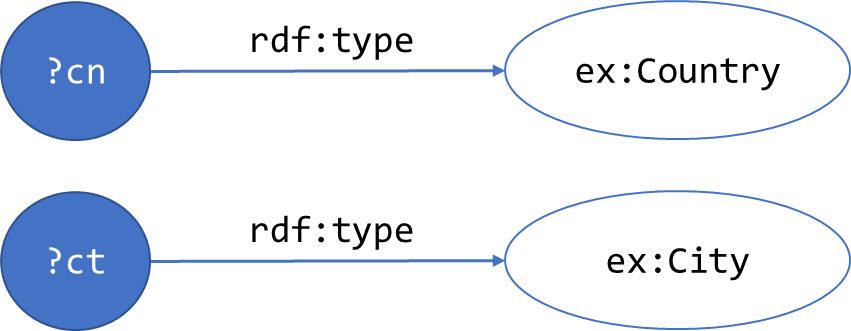 rdf:type
?cn
ex:Country
rdf:type
?ct
ex:City